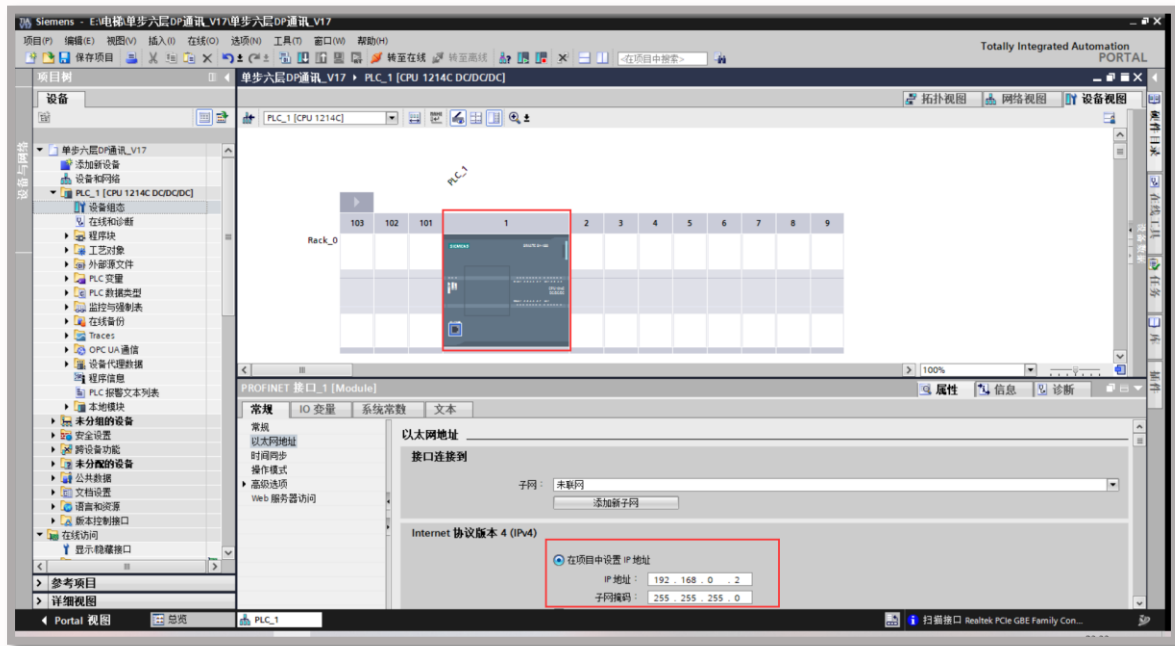 Siemens - E:\电梯\单步六层DP通讯_V17\单步六层DP通讯_V17
项目(P) 编辑(E) 视图(V) 插入(I) 在线(O) 选项(N) 工具(T) 窗口(W) 帮助(H)
Totally Integrated Automation
PORTAL
保存项目 转至在线 转至离线 <在项目中搜索>
项目树
单步六层DP通讯_V17 PLC_1 [CPU 1214C DC/DC/DC]
设备
拓扑视图 网络视图 设备视图
PLC_1 [CPU 1214C]
单步六层DP通讯_V17
添加新设备
设备和网络
PLC_1 [CPU 1214C DC/DC/DC]
设备组态
在线和诊断
程序块
工艺对象
外部源文件
PLC 变量
PLC 数据类型
监控与强制表
在线备份
Traces
OPC UA 通信
设备代理数据
程序信息
PLC 报警文本列表
本地模块
未分组的设备
安全设置
跨设备功能
未分配的设备
公共数据
文档设置
语言和资源
版本控制接口
在线访问
显示/隐藏接口
参考项目
详细视图
PLC_1
103 102 101 1 2 3 4 5 6 7 8 9
Rack_0
SIEMENS
100%
硬件目录
在线工具
任务
库
插件
PROFINET 接口_1 [Module]
属性 信息 诊断
常规 IO 变量 系统常数 文本
常规
以太网地址
时间同步
操作模式
高级选项
Web 服务器访问
以太网地址
接口连接到
子网： 未联网
添加新子网
Internet 协议版本 4 (IPv4)
在项目中设置 IP 地址
IP 地址： 192 . 168 . 0 . 2
子网掩码： 255 . 255 . 255 . 0
Portal 视图 总览 PLC_1 扫描接口 Realtek PCIe GBE Family Con...